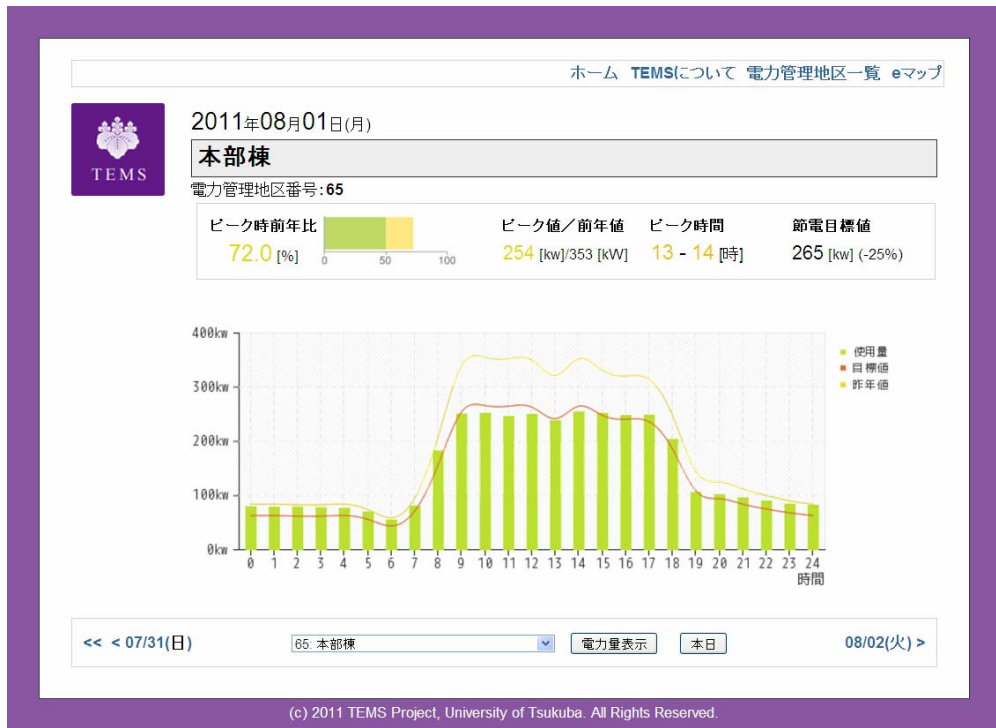 ホーム TEMSについて 電力管理地区一覧 eマップ
TEMS
2011年08月01日(月)
本部棟
電力管理地区番号:65
ピーク時前年比 ピーク値／前年値 ピーク時間 節電目標値
72.0 [%] 254 [kw]/353 [kW] 13 - 14 [時] 265 [kw] (-25%)
0 50 100
400kw
300kw
200kw
100kw
0kw
使用量
目標値
昨年値
0 1 2 3 4 5 6 7 8 9 10 11 12 13 14 15 16 17 18 19 20 21 22 23 24
時間
<< < 07/31(日) 65: 本部棟 電力量表示 本日 08/02(火) >
(c) 2011 TEMS Project, University of Tsukuba. All Rights Reserved.